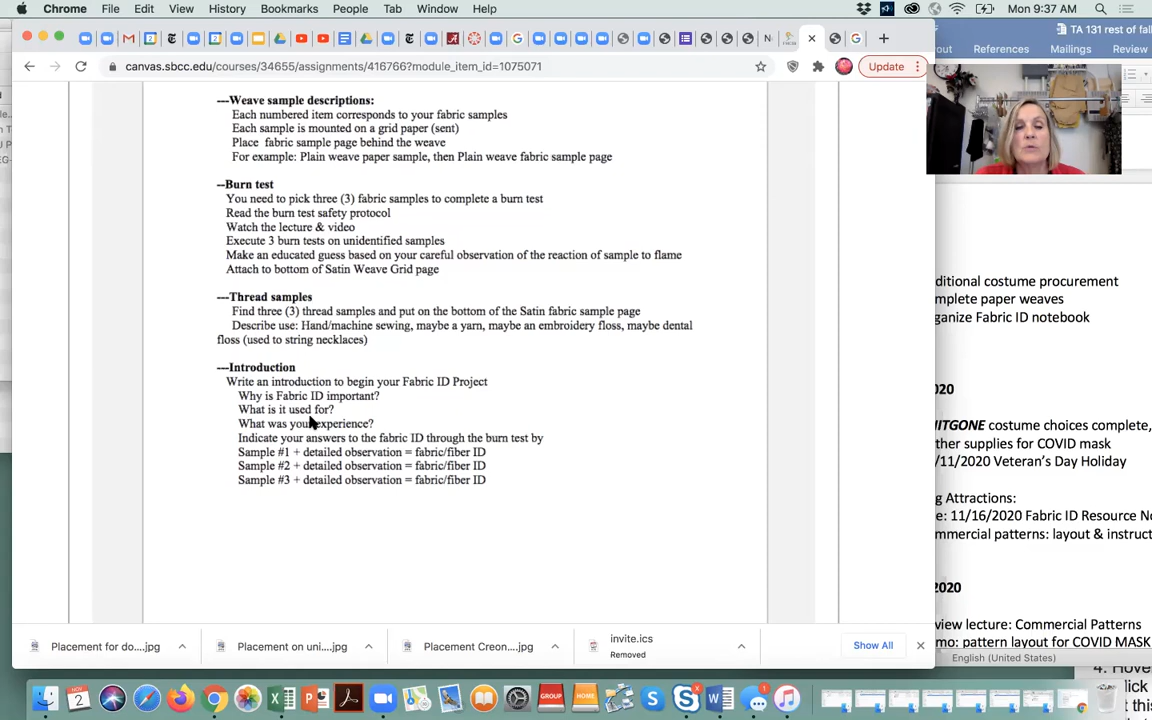 Chrome File Edit View History Bookmarks People Tab Window Help Mon 9:37 AM
canvas.sbcc.edu/courses/34655/assignments/416766?module_item_id=1075071 Update
TA 131 rest of fal
out References Mailings Review
---Weave sample descriptions:
Each numbered item corresponds to your fabric samples
Each sample is mounted on a grid paper (sent)
Place fabric sample page behind the weave
For example: Plain weave paper sample, then Plain weave fabric sample page
--Burn test
You need to pick three (3) fabric samples to complete a burn test
Read the burn test safety protocol
Watch the lecture & video
Execute 3 burn tests on unidentified samples
Make an educated guess based on your careful observation of the reaction of sample to flame
Attach to bottom of Satin Weave Grid page
---Thread samples
Find three (3) thread samples and put on the bottom of the Satin fabric sample page
Describe use: Hand/machine sewing, maybe a yarn, maybe an embroidery floss, maybe dental
floss (used to string necklaces)
---Introduction
Write an introduction to begin your Fabric ID Project
Why is Fabric ID important?
What is it used for?
What was your experience?
Indicate your answers to the fabric ID through the burn test by
Sample #1 + detailed observation = fabric/fiber ID
Sample #2 + detailed observation = fabric/fiber ID
Sample #3 + detailed observation = fabric/fiber ID
ditional costume procurement
mplete paper weaves
ganize Fabric ID notebook
020
ITGONE costume choices complete,
ther supplies for COVID mask
/11/2020 Veteran's Day Holiday
g Attractions:
e: 11/16/2020 Fabric ID Resource No
mmercial patterns: layout & instruct
2020
view lecture: Commercial Patterns
mo: pattern layout for COVID MASK
English (United States)
4. Hover
lick
t this
Placement for do....jpg
Placement on uni....jpg
Placement Creon....jpg
invite.ics
Removed
Show All
NOV
2
GROUP
HOME